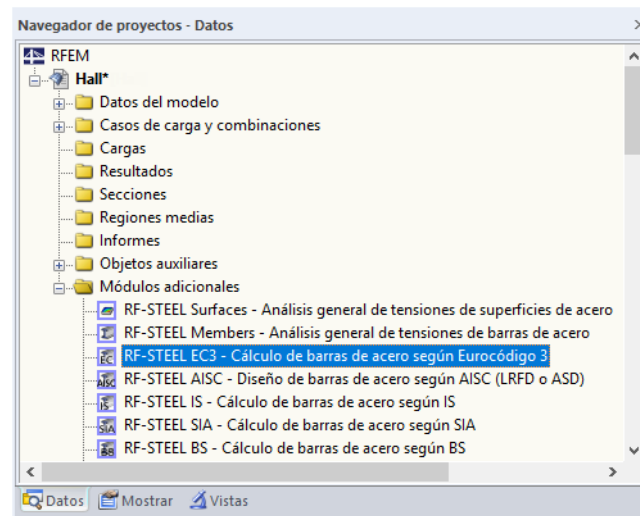 Navegador de proyectos - Datos
RFEM
Hall*
Datos del modelo
Casos de carga y combinaciones
Cargas
Resultados
Secciones
Regiones medias
Informes
Objetos auxiliares
Módulos adicionales
RF-STEEL Surfaces - Análisis general de tensiones de superficies de acero
RF-STEEL Members - Análisis general de tensiones de barras de acero
EC RF-STEEL EC3 - Cálculo de barras de acero según Eurocódigo 3
AISC RF-STEEL AISC - Diseño de barras de acero según AISC (LRFD o ASD)
IS RF-STEEL IS - Cálculo de barras de acero según IS
SIA RF-STEEL SIA - Cálculo de barras de acero según SIA
BS RF-STEEL BS - Cálculo de barras de acero según BS
Datos Mostrar Vistas